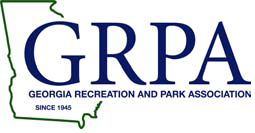 GRPA
GEORGIA RECREATION AND PARK ASSOCIATION
SINCE 1945